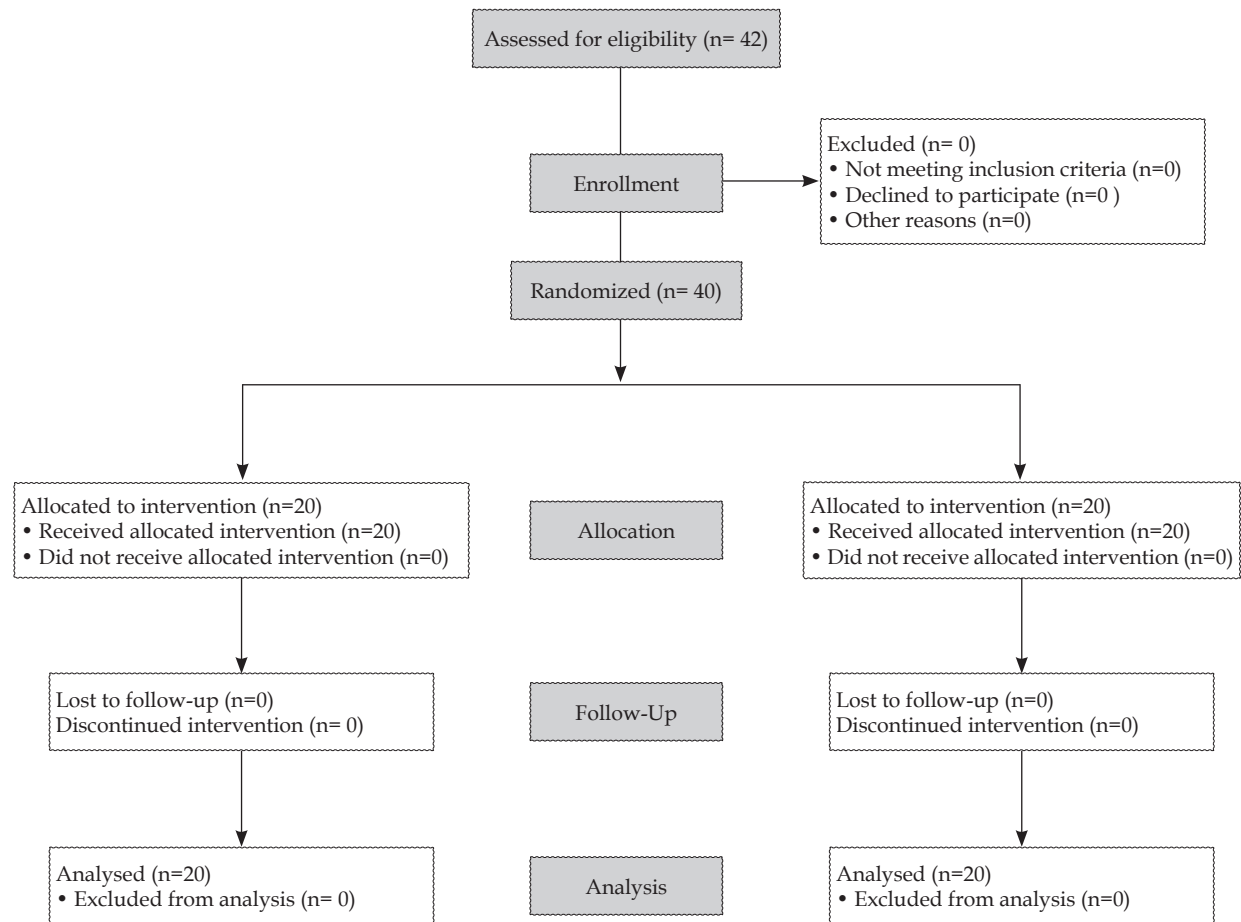 Assessed for eligibility (n= 42)
Excluded (n= 0)
• Not meeting inclusion criteria (n=0)
• Declined to participate (n=0 )
• Other reasons (n=0)
Enrollment
Randomized (n= 40)
Allocated to intervention (n=20)
• Received allocated intervention (n=20)
• Did not receive allocated intervention (n=0)
Allocation
Allocated to intervention (n=20)
• Received allocated intervention (n=20)
• Did not receive allocated intervention (n=0)
Lost to follow-up (n=0)
Discontinued intervention (n= 0)
Follow-Up
Lost to follow-up (n=0)
Discontinued intervention (n=0)
Analysed (n=20)
• Excluded from analysis (n= 0)
Analysis
Analysed (n=20)
• Excluded from analysis (n=0)